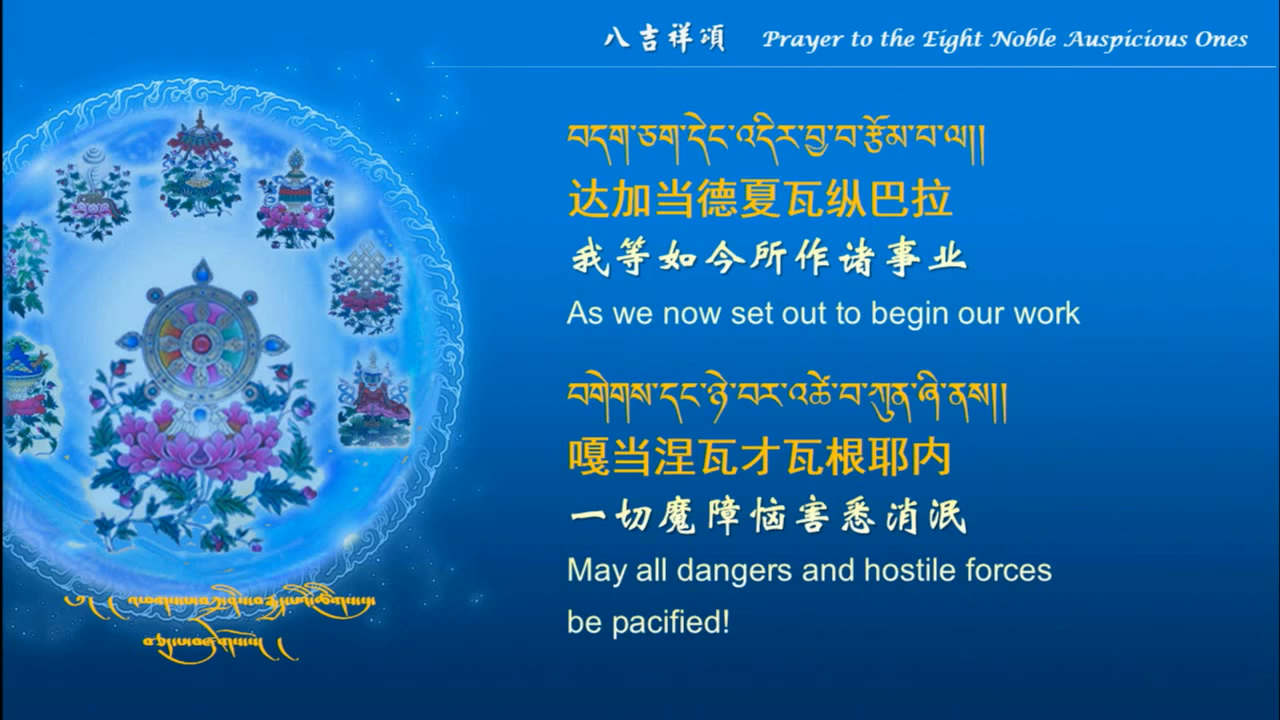 八吉祥頌 Prayer to the Eight Noble Auspicious Ones
བདག་ཅག་དེང་འདིར་བྱ་བ་རྩོམ་པ་ལ།།
达加当德夏瓦纵巴拉
我等如今所作诸事业
As we now set out to begin our work
བགེགས་དང་ཉེ་བར་འཚེ་བ་ཀུན་ཞི་ནས།།
嘎当涅瓦才瓦根耶内
一切魔障恼害悉消泯
May all dangers and hostile forces
be pacified!